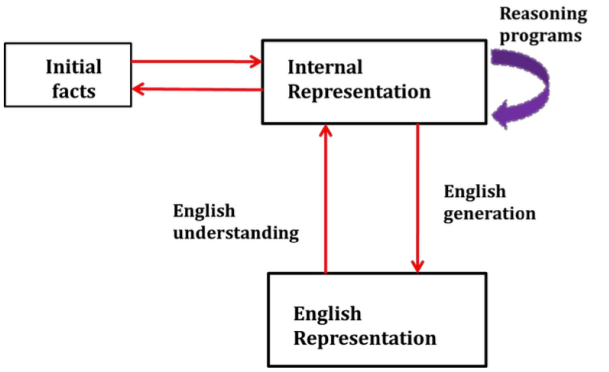 Reasoning
programs
Initial
facts
Internal
Representation
English
understanding
English
generation
English
Representation